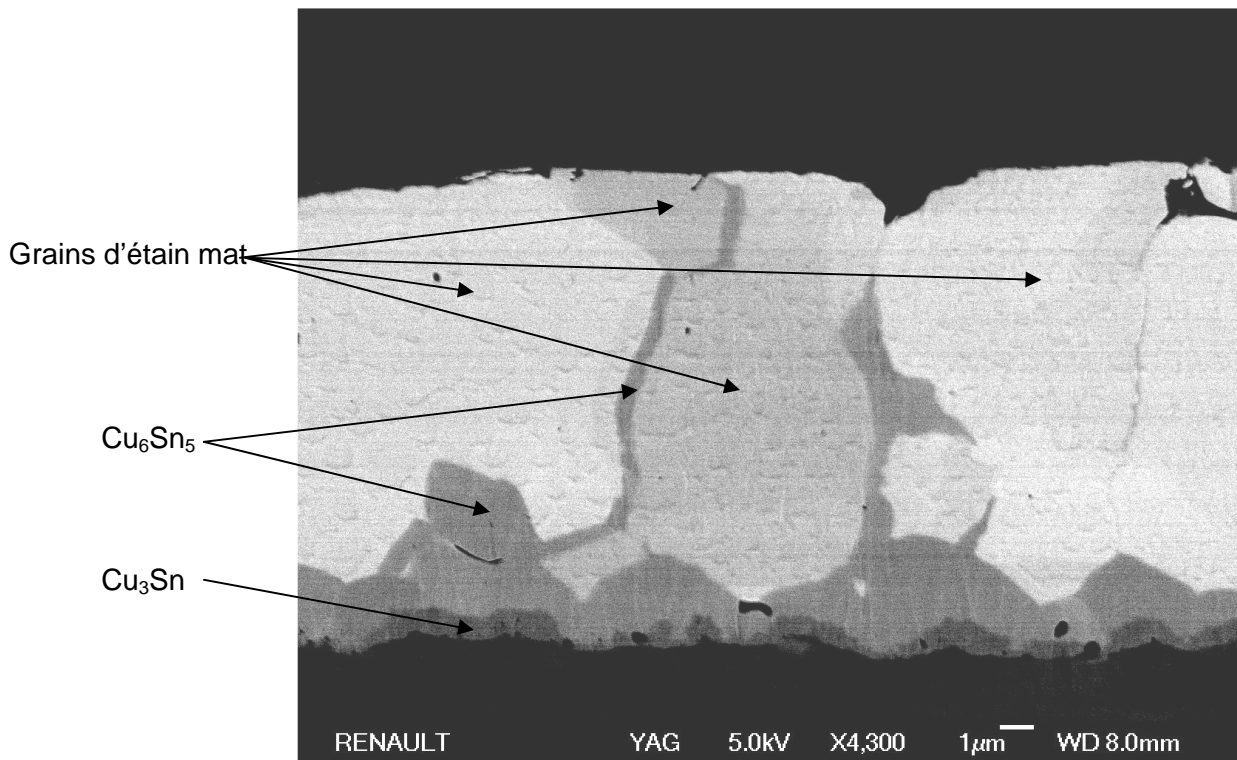 Grains d'étain mat
Cu₆Sn₅
Cu₃Sn
RENAULT YAG 5.0kV X4,300 1µm WD 8.0mm